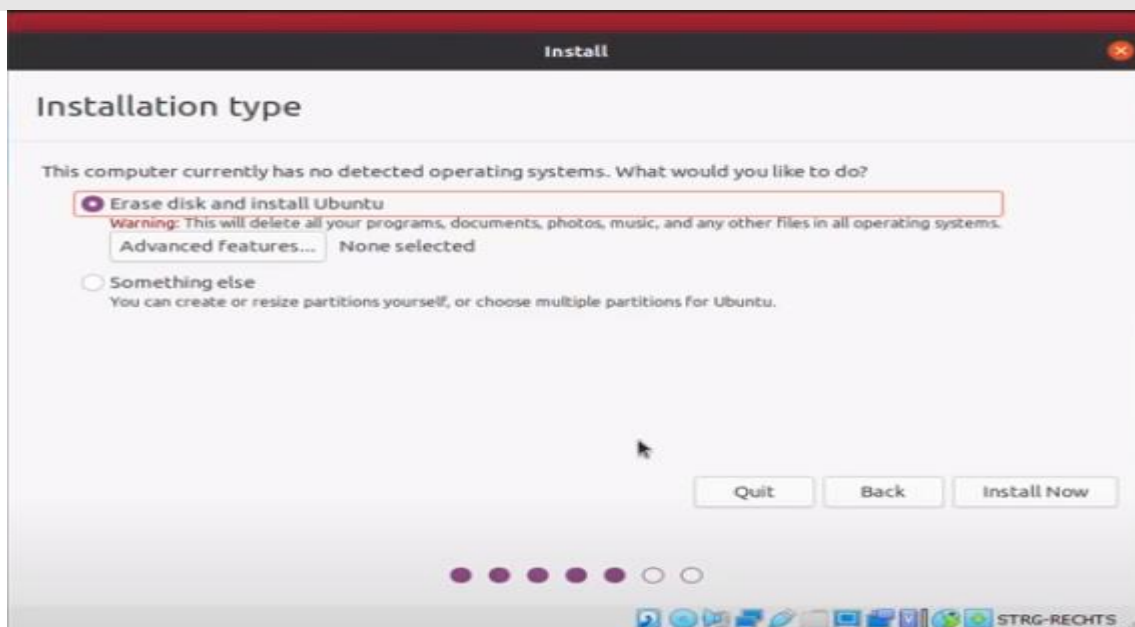 Install
Installation type
This computer currently has no detected operating systems. What would you like to do?
Erase disk and install Ubuntu
Warning: This will delete all your programs, documents, photos, music, and any other files in all operating systems.
Advanced features... None selected
Something else
You can create or resize partitions yourself, or choose multiple partitions for Ubuntu.
Quit Back Install Now
STRG-RECHTS